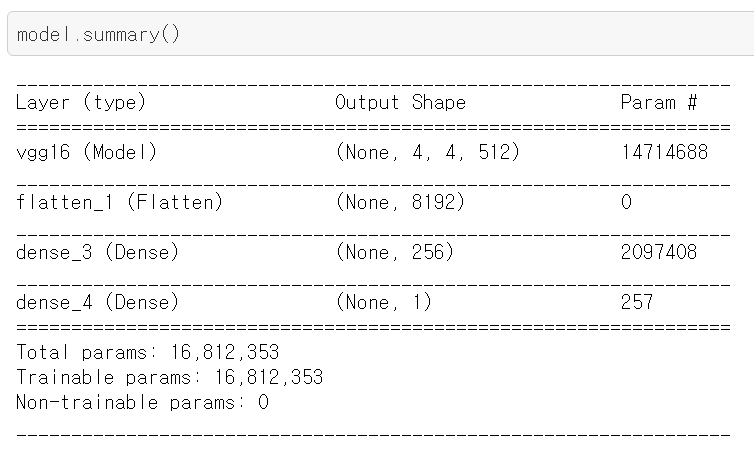 model.summary()
_________________________________________________________________
Layer (type)                 Output Shape              Param #
=================================================================
vgg16 (Model)                (None, 4, 4, 512)         14714688
_________________________________________________________________
flatten_1 (Flatten)          (None, 8192)              0
_________________________________________________________________
dense_3 (Dense)              (None, 256)               2097408
_________________________________________________________________
dense_4 (Dense)              (None, 1)                 257
=================================================================
Total params: 16,812,353
Trainable params: 16,812,353
Non-trainable params: 0
_________________________________________________________________